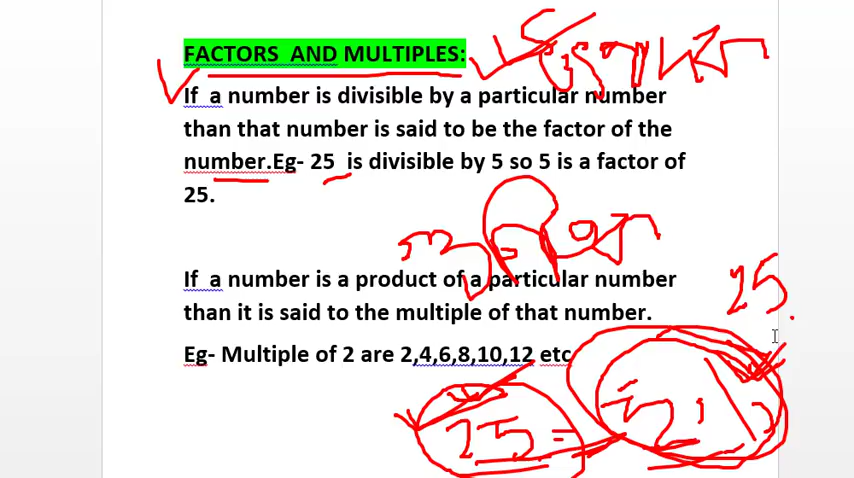 FACTORS AND MULTIPLES:
If a number is divisible by a particular number
than that number is said to be the factor of the
number.Eg- 25 is divisible by 5 so 5 is a factor of
25.
If a number is a product of a particular number
than it is said to the multiple of that number.
25.
Eg- Multiple of 2 are 2,4,6,8,10,12 etc
25 =